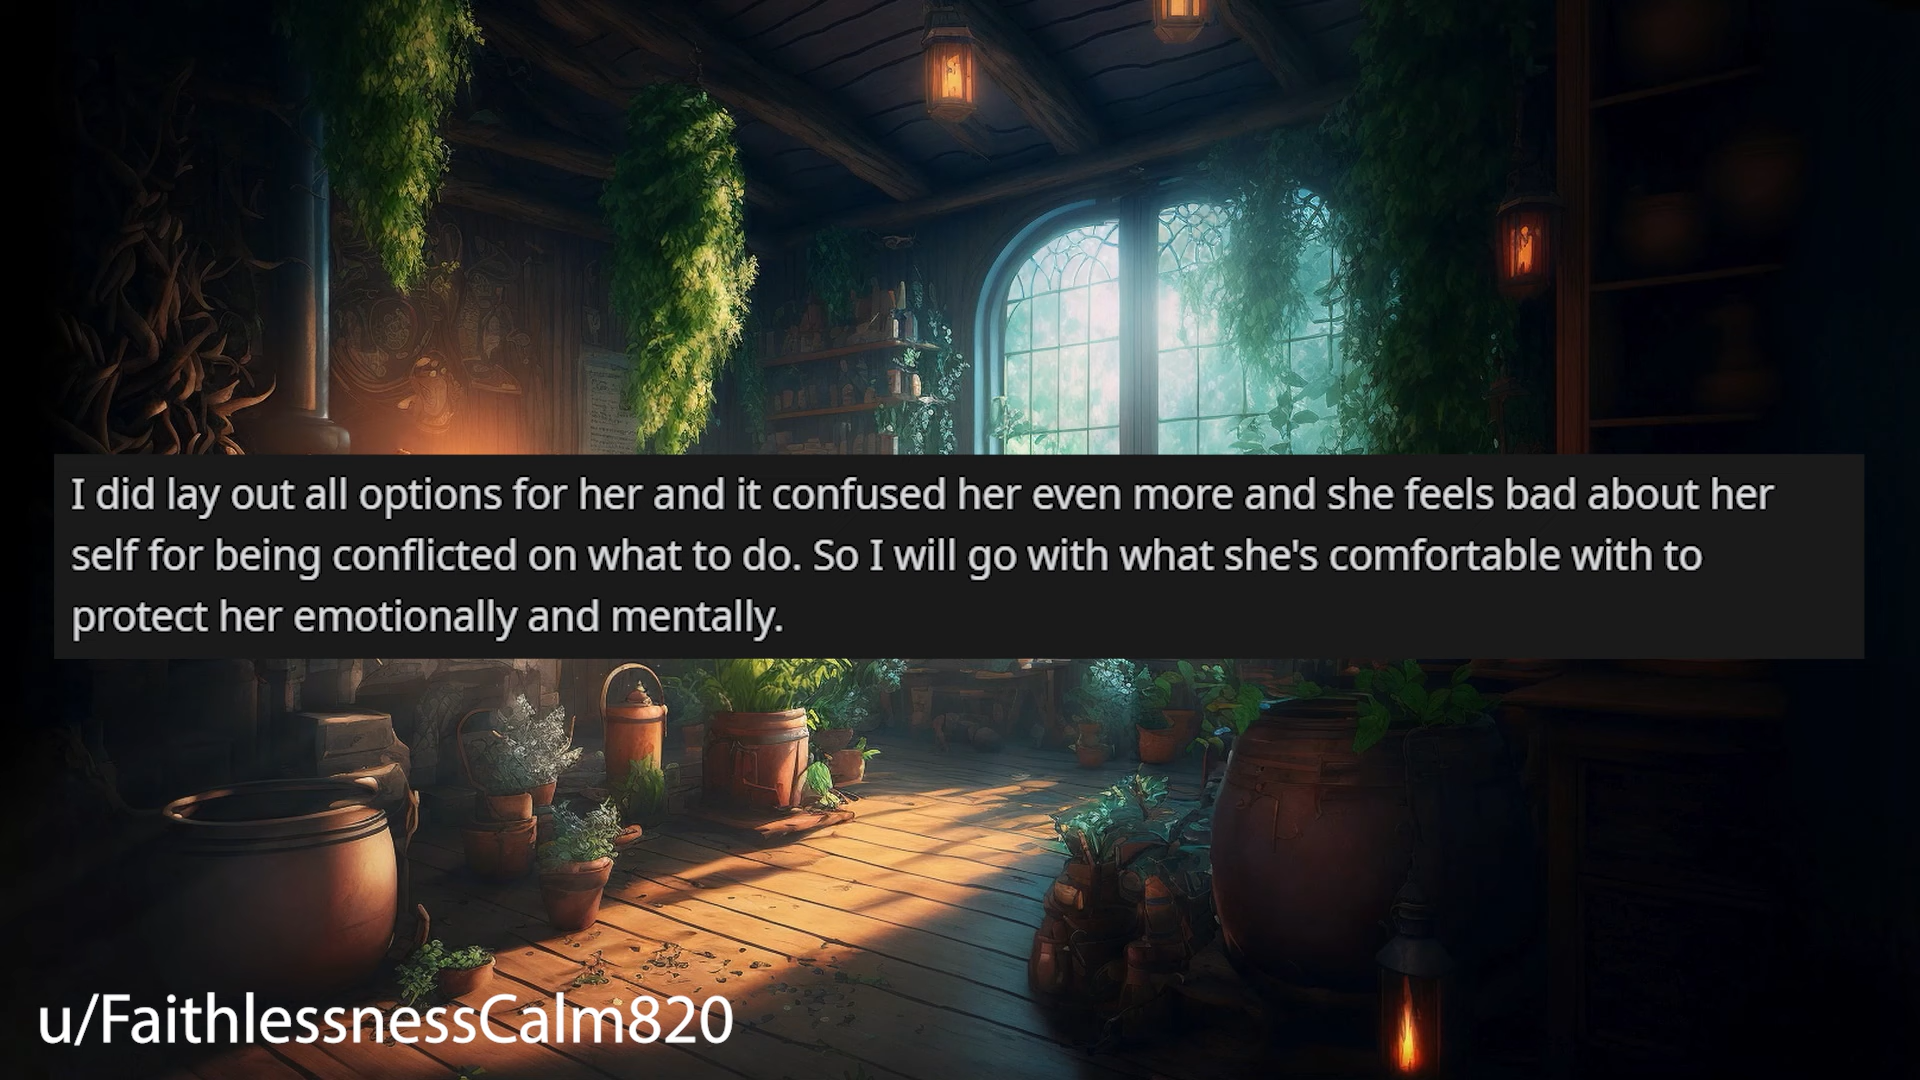 I did lay out all options for her and it confused her even more and she feels bad about her
self for being conflicted on what to do. So I will go with what she's comfortable with to
protect her emotionally and mentally.
u/FaithlessnessCalm820